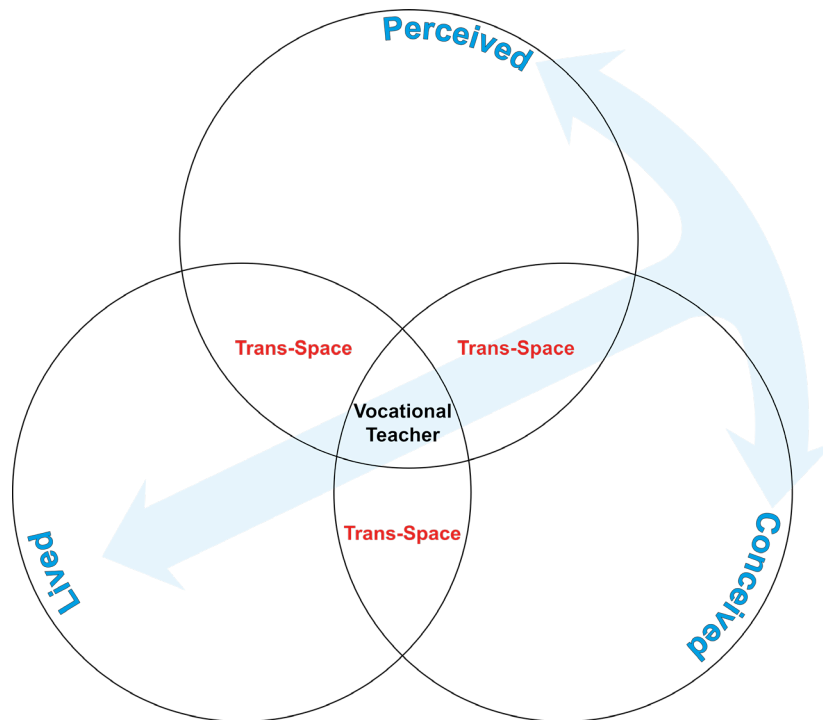 Perceived
Trans-Space
Trans-Space
Vocational
Teacher
Trans-Space
Lived
Conceived